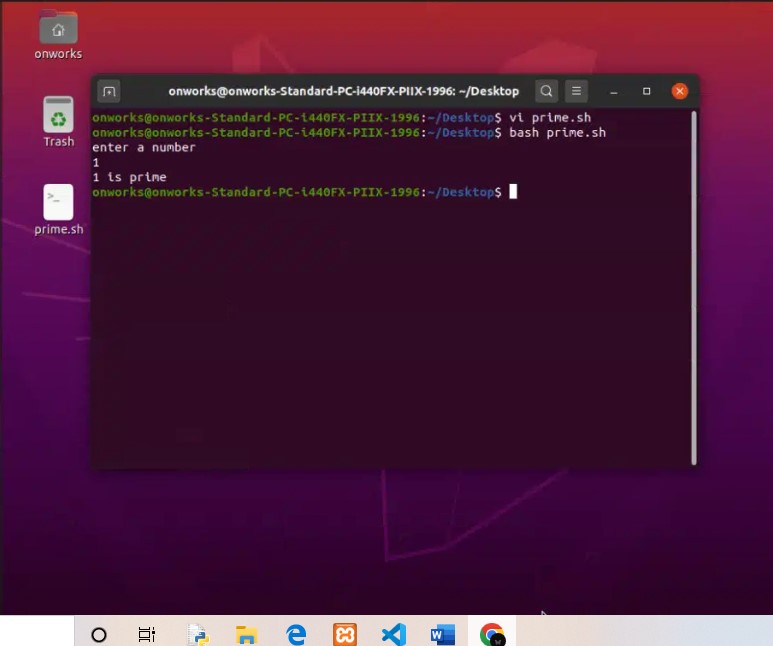 onworks
Trash
prime.sh
onworks@onworks-Standard-PC-i440FX-PIIX-1996: ~/Desktop
onworks@onworks-Standard-PC-i440FX-PIIX-1996:~/Desktop$ vi prime.sh
onworks@onworks-Standard-PC-i440FX-PIIX-1996:~/Desktop$ bash prime.sh
enter a number
1
1 is prime
onworks@onworks-Standard-PC-i440FX-PIIX-1996:~/Desktop$